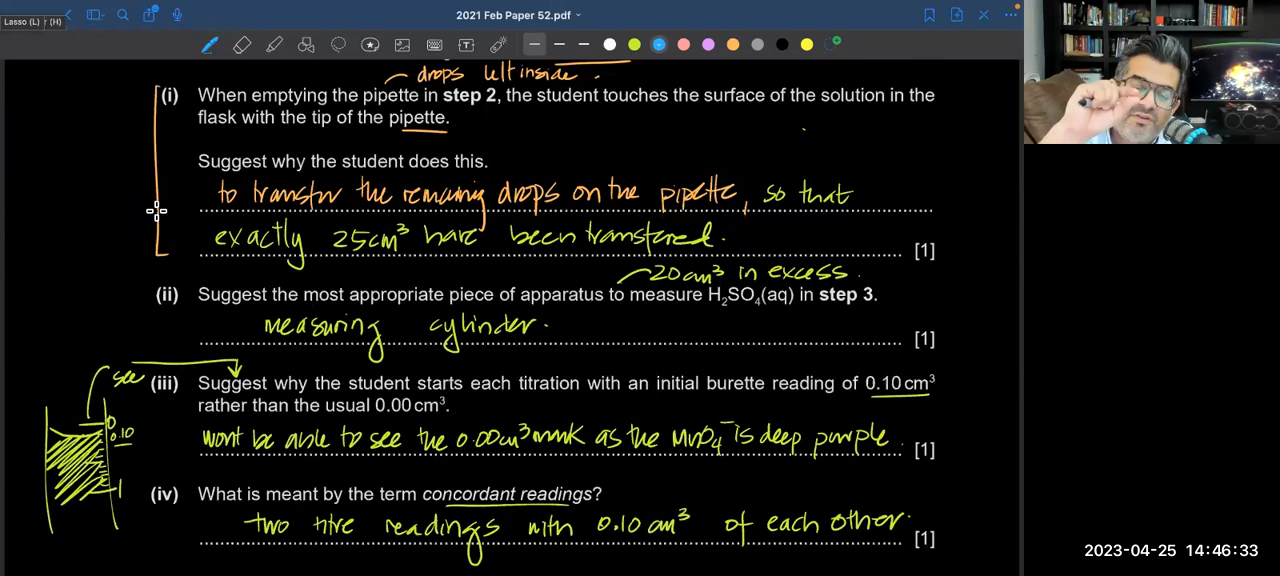 Lasso (L)
r (H)
2021 Feb Paper 52.pdf
drops left inside.
(i) When emptying the pipette in step 2, the student touches the surface of the solution in the
flask with the tip of the pipette.
Suggest why the student does this.
to transfer the remaining drops on the pipette, so that
exactly 25cm³ have been transfered.
[1]
20cm³ in excess.
(ii) Suggest the most appropriate piece of apparatus to measure H₂SO₄(aq) in step 3.
measuring cylinder.
[1]
see
(iii) Suggest why the student starts each titration with an initial burette reading of 0.10 cm³
rather than the usual 0.00 cm³.
0
0.10
1
wont be able to see the 0.00cm³ mark as the MnO₄⁻ is deep purple.
[1]
(iv) What is meant by the term concordant readings?
two titre readings with 0.10 cm³ of each other.
[1]
2023-04-25 14:46:33